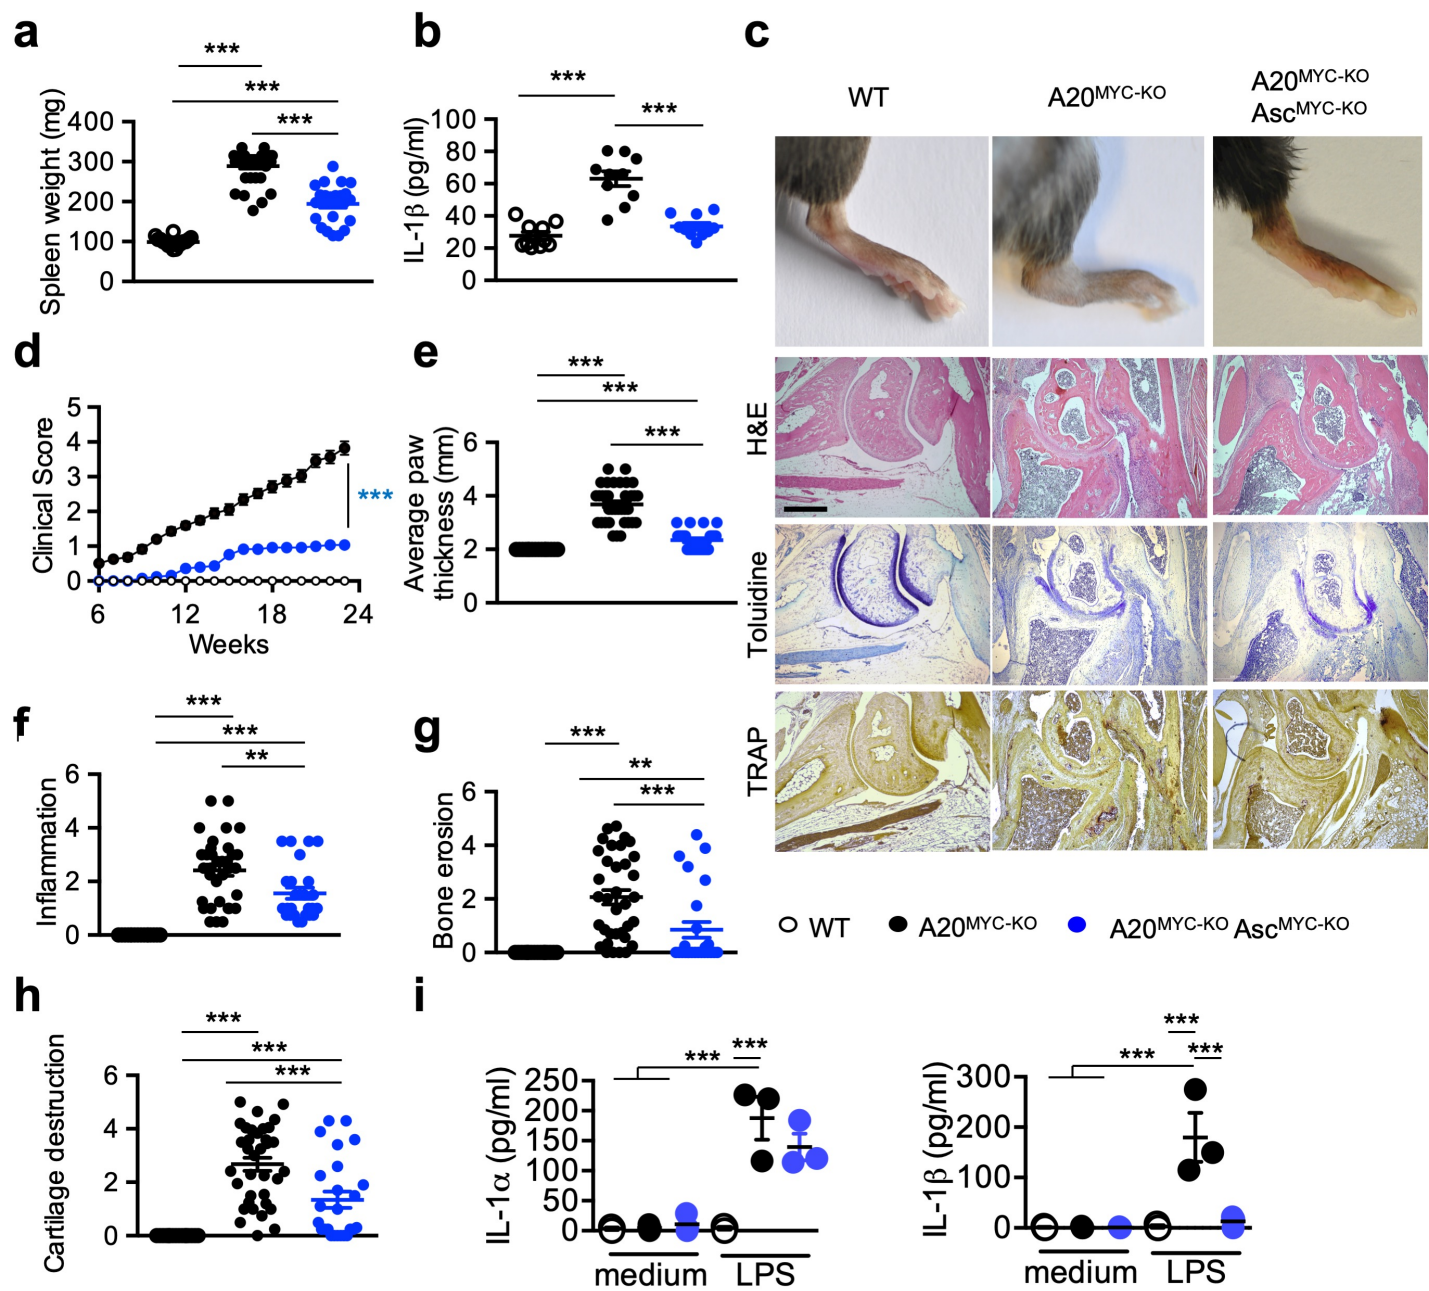 a
***
***
***
Spleen weight (mg)
400
300
200
100
0
b
***
***
IL-1β (pg/ml)
100
80
60
40
20
0
c
WT
A20MYC-KO
A20MYC-KO
AscMYC-KO
H&E
Toluidine
TRAP
d
Clinical Score
5
4
3
2
1
0
***
6
12
18
24
Weeks
e
***
***
***
Average paw
thickness (mm)
6
4
2
0
f
***
***
**
Inflammation
6
4
2
0
g
***
**
***
Bone erosion
6
4
2
0
WT
A20MYC-KO
A20MYC-KO AscMYC-KO
h
***
***
***
Cartilage destruction
6
4
2
0
i
***
***
IL-1α (pg/ml)
250
200
150
100
50
0
medium
LPS
***
***
***
IL-1β (pg/ml)
300
200
100
0
medium
LPS